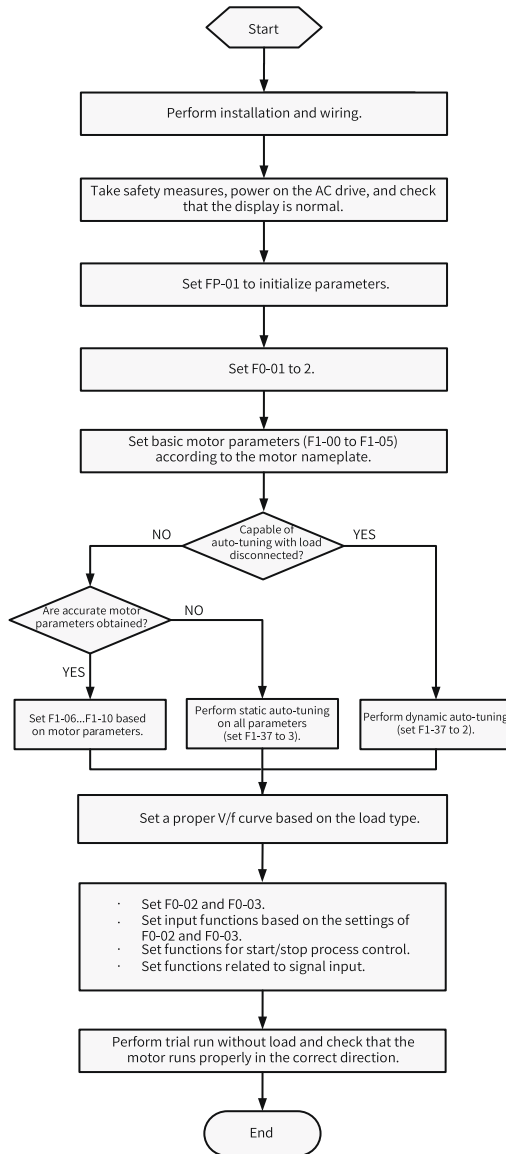 Start
Perform installation and wiring.
Take safety measures, power on the AC drive, and check
that the display is normal.
Set FP-01 to initialize parameters.
Set F0-01 to 2.
Set basic motor parameters (F1-00 to F1-05)
according to the motor nameplate.
Capable of
auto-tuning with load
disconnected?
NO
YES
Are accurate motor
parameters obtained?
NO
YES
Set F1-06...F1-10 based
on motor parameters.
Perform static auto-tuning
on all parameters
(set F1-37 to 3).
Perform dynamic auto-tuning
(set F1-37 to 2).
Set a proper V/f curve based on the load type.
· Set F0-02 and F0-03.
· Set input functions based on the settings of
F0-02 and F0-03.
· Set functions for start/stop process control.
· Set functions related to signal input.
Perform trial run without load and check that the
motor runs properly in the correct direction.
End